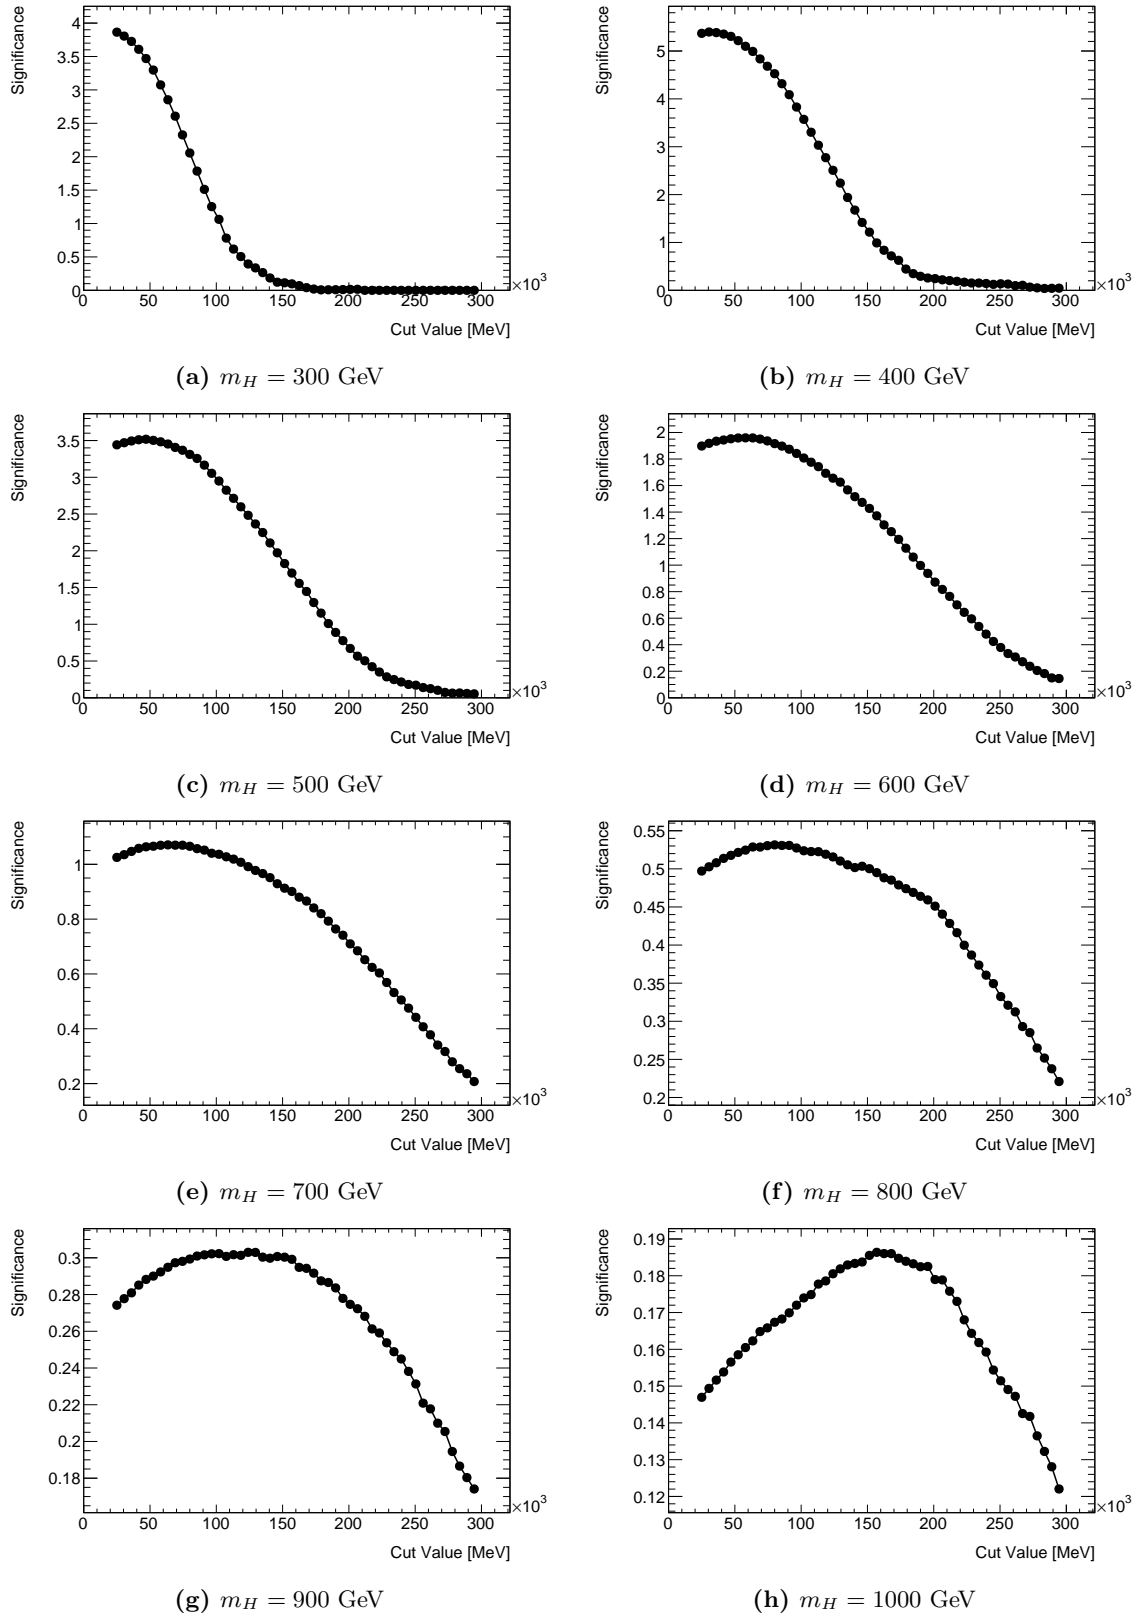 Significance
4
3.5
3
2.5
2
1.5
1
0.5
0
0 50 100 150 200 250 300
×10³
Cut Value [MeV]
(a) m_H = 300 GeV
Significance
5
4
3
2
1
0
0 50 100 150 200 250 300
×10³
Cut Value [MeV]
(b) m_H = 400 GeV
Significance
3.5
3
2.5
2
1.5
1
0.5
0
0 50 100 150 200 250 300
×10³
Cut Value [MeV]
(c) m_H = 500 GeV
Significance
2
1.8
1.6
1.4
1.2
1
0.8
0.6
0.4
0.2
0
0 50 100 150 200 250 300
×10³
Cut Value [MeV]
(d) m_H = 600 GeV
Significance
1
0.8
0.6
0.4
0.2
0 50 100 150 200 250 300
×10³
Cut Value [MeV]
(e) m_H = 700 GeV
Significance
0.55
0.5
0.45
0.4
0.35
0.3
0.25
0.2
0 50 100 150 200 250 300
×10³
Cut Value [MeV]
(f) m_H = 800 GeV
Significance
0.3
0.28
0.26
0.24
0.22
0.2
0.18
0 50 100 150 200 250 300
×10³
Cut Value [MeV]
(g) m_H = 900 GeV
Significance
0.19
0.18
0.17
0.16
0.15
0.14
0.13
0.12
0 50 100 150 200 250 300
×10³
Cut Value [MeV]
(h) m_H = 1000 GeV